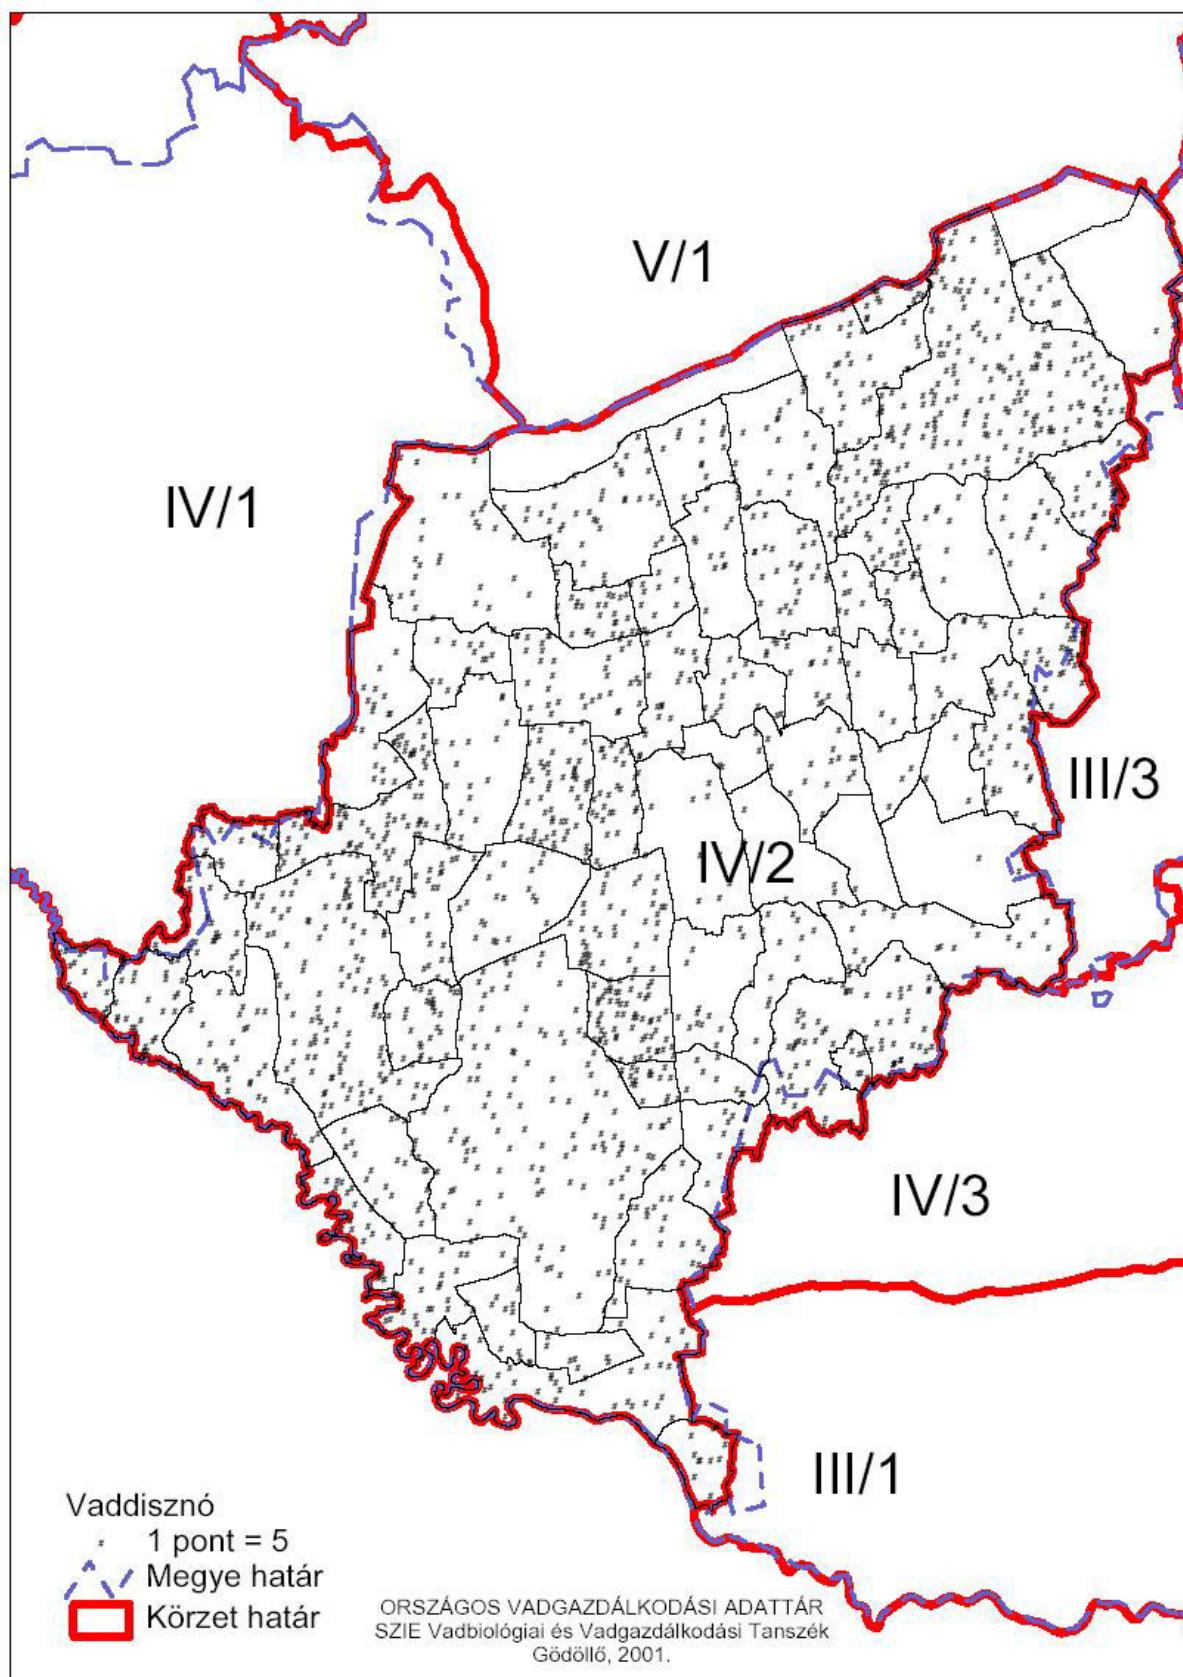 V/1
IV/1
III/3
IV/2
IV/3
III/1
Vaddisznó
1 pont = 5
Megye határ
Körzet határ
ORSZÁGOS VADGAZDÁLKODÁSI ADATTÁR
SZIE Vadbiológiai és Vadgazdálkodási Tanszék
Gödöllő, 2001.